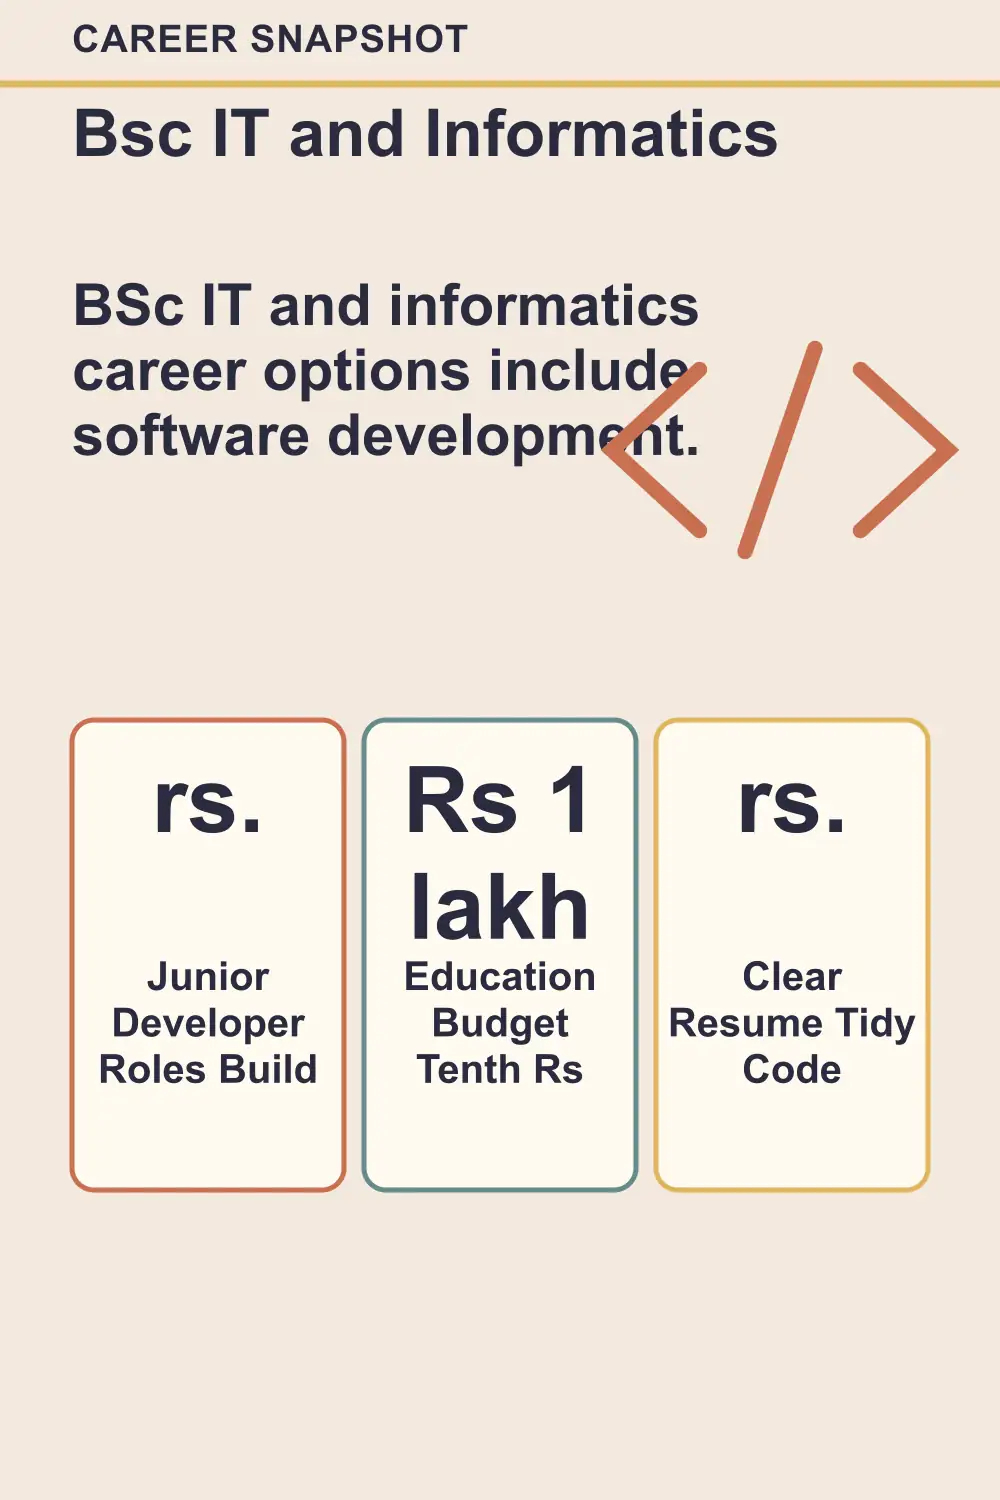 CAREER SNAPSHOT
Bsc IT and Informatics
BSc IT and informatics
career options include
software development.
rs.
Junior
Developer
Roles Build
Rs 1
lakh
Education
Budget
Tenth Rs
rs.
Clear
Resume Tidy
Code